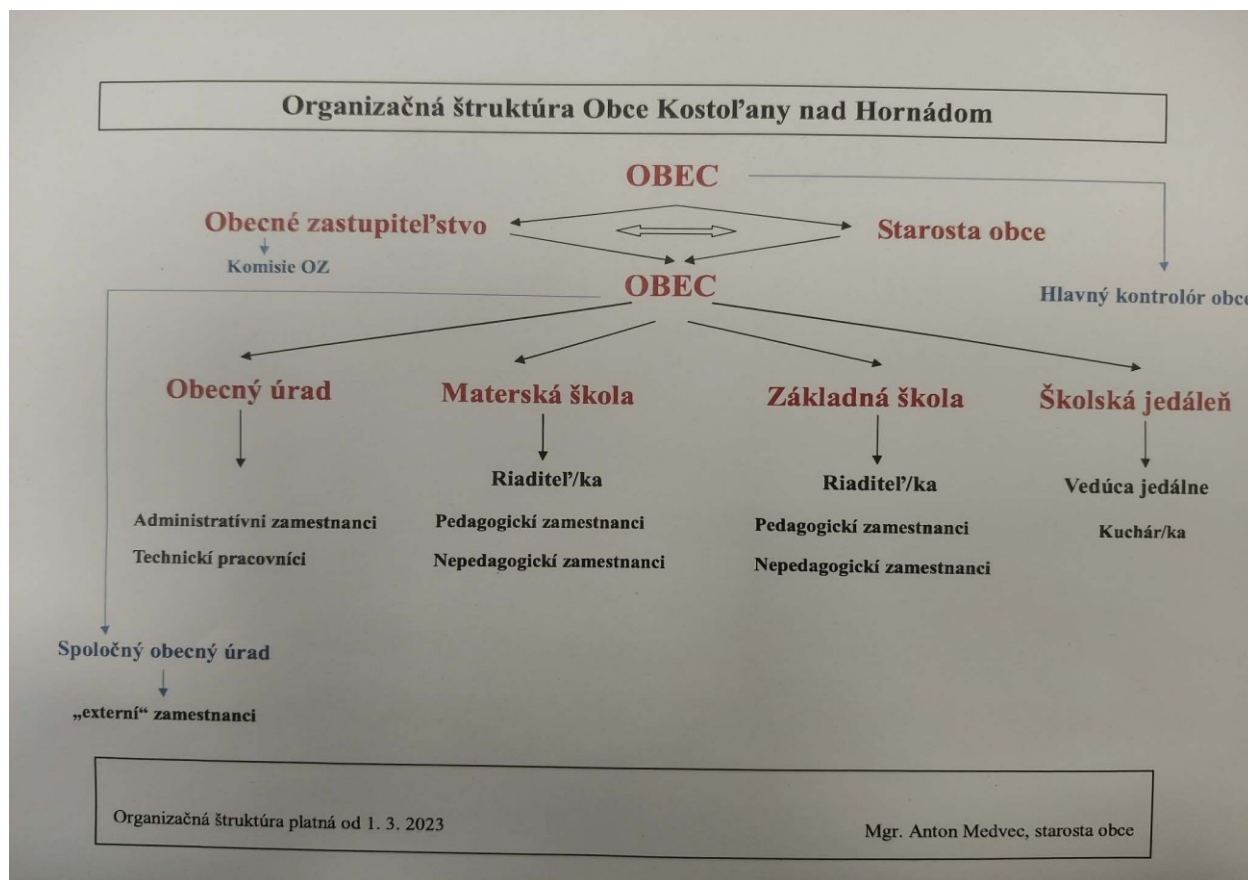 Organizačná štruktúra Obce Kostoľany nad Hornádom
OBEC
Obecné zastupiteľstvo
Starosta obce
Komisie OZ
OBEC
Hlavný kontrolór obce
Obecný úrad
Materská škola
Základná škola
Školská jedáleň
Riaditeľ/ka
Riaditeľ/ka
Vedúca jedálne
Administratívni zamestnanci
Pedagogickí zamestnanci
Pedagogickí zamestnanci
Kuchár/ka
Technickí pracovníci
Nepedagogickí zamestnanci
Nepedagogickí zamestnanci
Spoločný obecný úrad
„externí“ zamestnanci
Organizačná štruktúra platná od 1. 3. 2023
Mgr. Anton Medvec, starosta obce